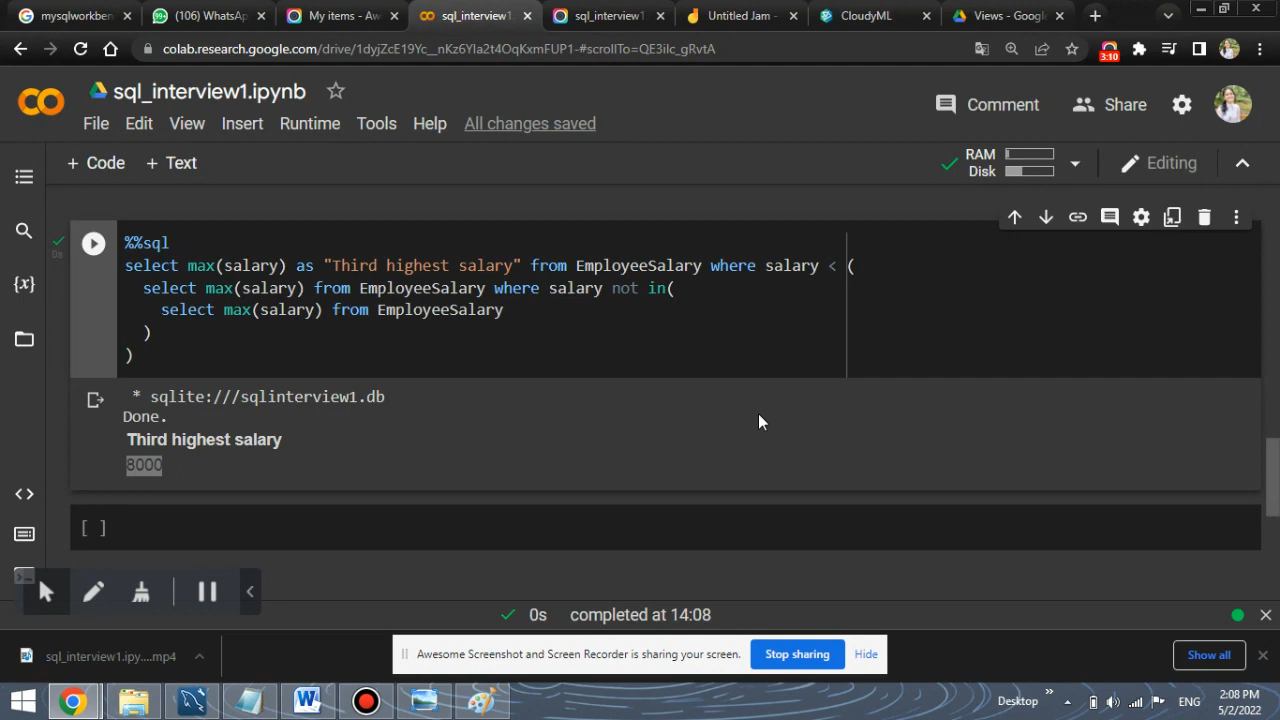 mysqlworkben
(106) WhatsAp
My items - Aw
sql_interview1.
sql_interview1
Untitled Jam -
CloudyML
Views - Google
colab.research.google.com/drive/1dyjZcE19Yc__nKz6Yla2t4OqKxmFUP1-#scrollTo=QE3ilc_gRvtA
3:10
sql_interview1.ipynb
Comment
Share
File Edit View Insert Runtime Tools Help All changes saved
+ Code + Text
RAM
Disk
Editing
%%sql
0s
select max(salary) as "Third highest salary" from EmployeeSalary where salary < (
select max(salary) from EmployeeSalary where salary not in(
select max(salary) from EmployeeSalary
)
)
* sqlite:///sqlinterview1.db
Done.
Third highest salary
8000
[ ]
0s completed at 14:08
Awesome Screenshot and Screen Recorder is sharing your screen.
Stop sharing
Hide
sql_interview1.ipy....mp4
Show all
Desktop
ENG
2:08 PM
5/2/2022